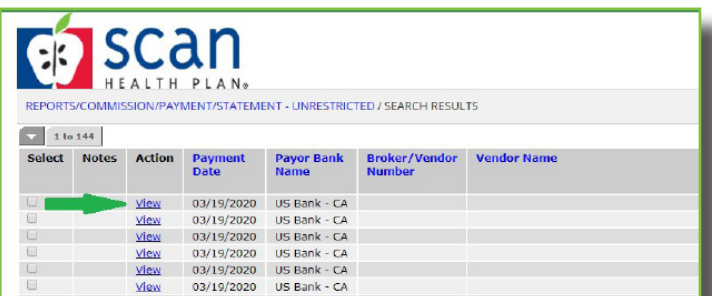 scan
HEALTH PLAN®
REPORTS/COMMISSION/PAYMENT/STATEMENT - UNRESTRICTED / SEARCH RESULTS
1 to 144
Select Notes Action Payment Date Payor Bank Name Broker/Vendor Number Vendor Name
View 03/19/2020 US Bank - CA
View 03/19/2020 US Bank - CA
View 03/19/2020 US Bank - CA
View 03/19/2020 US Bank - CA
View 03/19/2020 US Bank - CA
View 03/19/2020 US Bank - CA